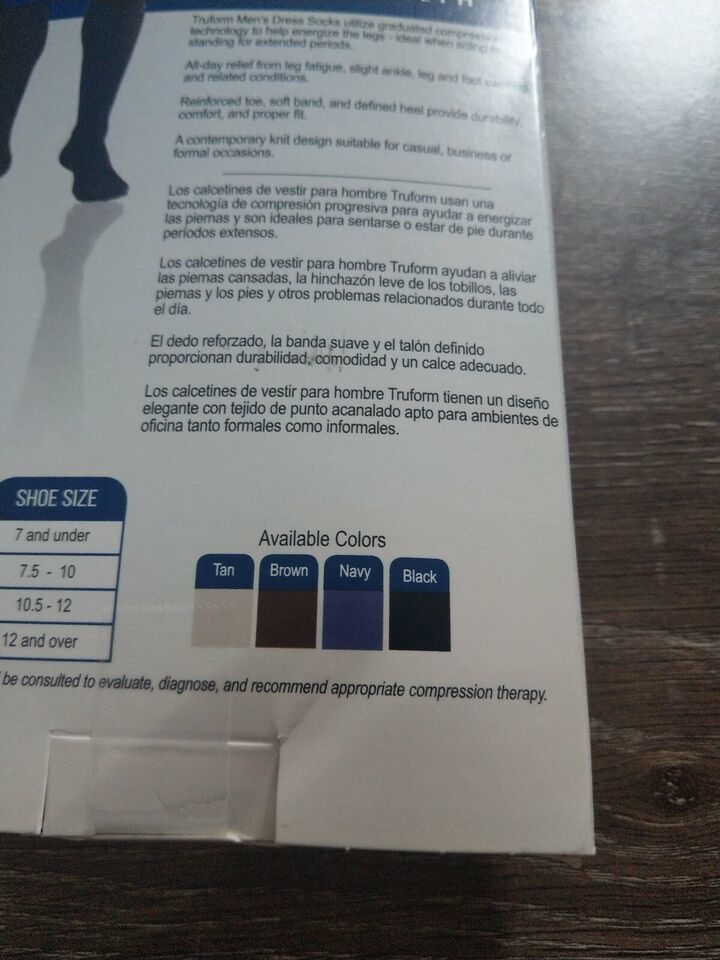 Truform Men's Dress Socks utilize graduated compression
technology to help energize the legs - ideal when sitting or
standing for extended periods.
All-day relief from leg fatigue, slight ankle, leg and foot swelling
and related conditions.
Reinforced toe, soft band, and defined heel provide durability,
comfort, and proper fit.
A contemporary knit design suitable for casual, business or
formal occasions.
Los calcetines de vestir para hombre Truform usan una
tecnología de compresión progresiva para ayudar a energizar
las piernas y son ideales para sentarse o estar de pie durante
períodos extensos.
Los calcetines de vestir para hombre Truform ayudan a aliviar
las piernas cansadas, la hinchazón leve de los tobillos, las
piernas y los pies y otros problemas relacionados durante todo
el día.
El dedo reforzado, la banda suave y el talón definido
proporcionan durabilidad, comodidad y un calce adecuado.
Los calcetines de vestir para hombre Truform tienen un diseño
elegante con tejido de punto acanalado apto para ambientes de
oficina tanto formales como informales.
SHOE SIZE
7 and under
7.5 - 10
10.5 - 12
12 and over
Available Colors
Tan Brown Navy Black
be consulted to evaluate, diagnose, and recommend appropriate compression therapy.